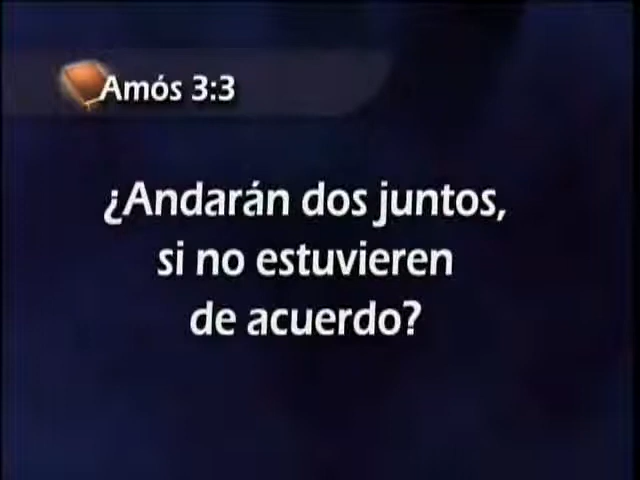 Amós 3:3
¿Andarán dos juntos,
si no estuvieren
de acuerdo?